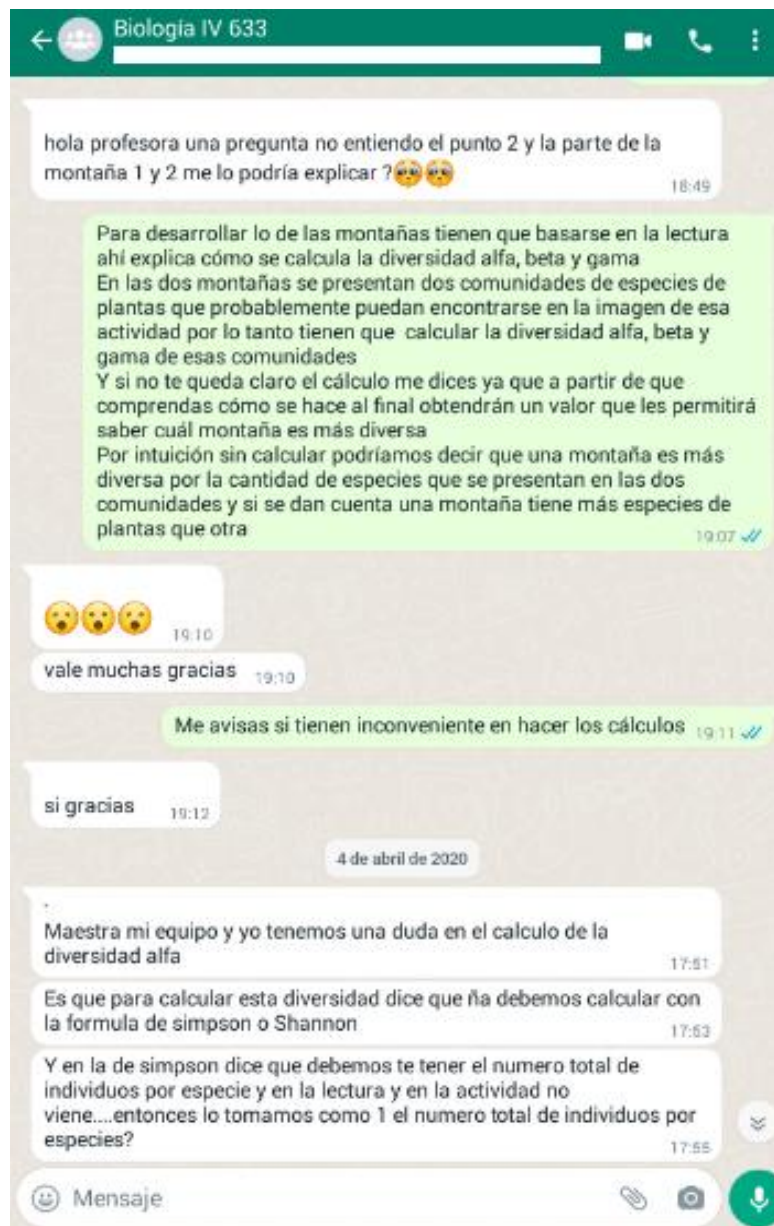 Biología IV 633
hola profesora una pregunta no entiendo el punto 2 y la parte de la
montaña 1 y 2 me lo podría explicar ?🥺🥺
18:49
Para desarrollar lo de las montañas tienen que basarse en la lectura
ahí explica cómo se calcula la diversidad alfa, beta y gama
En las dos montañas se presentan dos comunidades de especies de
plantas que probablemente puedan encontrarse en la imagen de esa
actividad por lo tanto tienen que calcular la diversidad alfa, beta y
gama de esas comunidades
Y si no te queda claro el cálculo me dices ya que a partir de que
comprendas cómo se hace al final obtendrán un valor que les permitirá
saber cuál montaña es más diversa
Por intuición sin calcular podríamos decir que una montaña es más
diversa por la cantidad de especies que se presentan en las dos
comunidades y si se dan cuenta una montaña tiene más especies de
plantas que otra
19:07
😮😮😮 19:10
vale muchas gracias 19:10
Me avisas si tienen inconveniente en hacer los cálculos 19:11
si gracias 19:12
4 de abril de 2020
.
Maestra mi equipo y yo tenemos una duda en el calculo de la
diversidad alfa
17:51
Es que para calcular esta diversidad dice que ña debemos calcular con
la formula de simpson o Shannon
17:53
Y en la de simpson dice que debemos te tener el numero total de
individuos por especie y en la lectura y en la actividad no
viene....entonces lo tomamos como 1 el numero total de individuos por
especies?
17:55
Mensaje